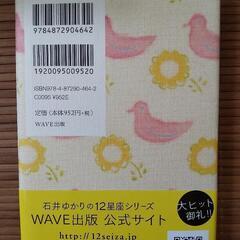 9784872904642
1920095009520
ISBN978-4-87290-464-2
C0095 ¥952E
定価(本体952円+税)
WAVE出版
大ヒット
御礼!!
石井ゆかりの12星座シリーズ
WAVE出版 公式サイト
http://12seiza.jp/